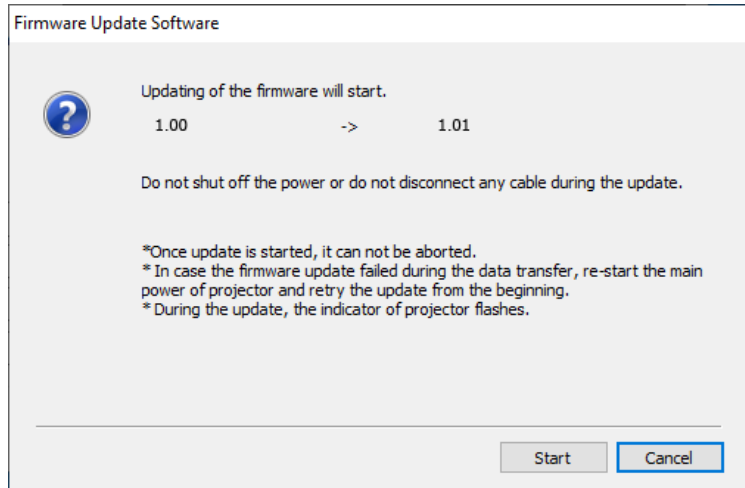 Firmware Update Software
Updating of the firmware will start.
1.00 -> 1.01
Do not shut off the power or do not disconnect any cable during the update.
*Once update is started, it can not be aborted.
* In case the firmware update failed during the data transfer, re-start the main
power of projector and retry the update from the beginning.
* During the update, the indicator of projector flashes.
Start Cancel